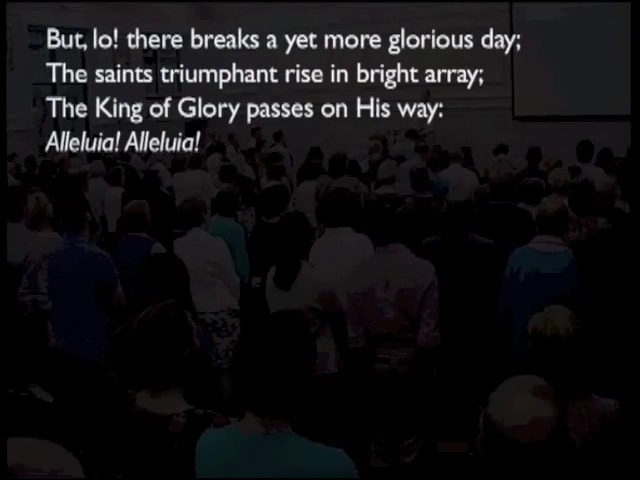 But, lo! there breaks a yet more glorious day;
The saints triumphant rise in bright array;
The King of Glory passes on His way:
Alleluia! Alleluia!